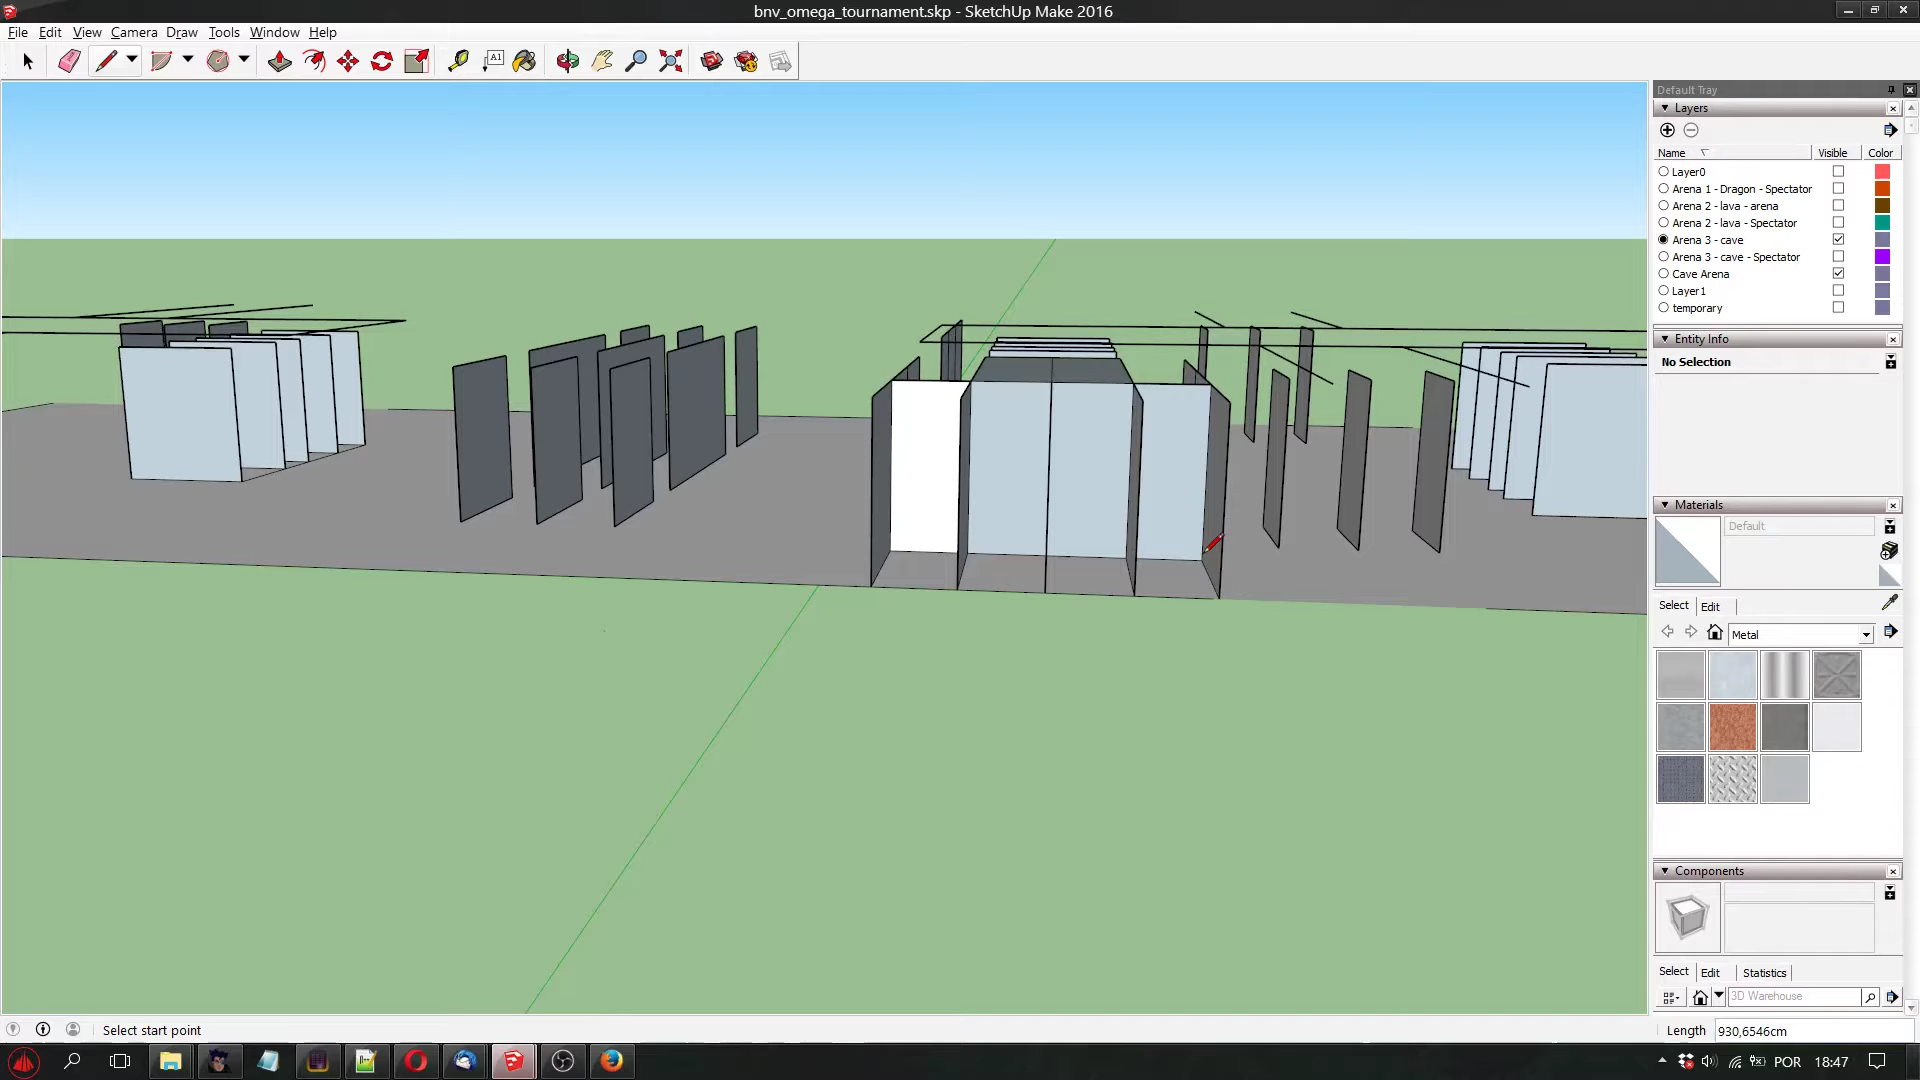 bnv_omega_tournament.skp - SketchUp Make 2016
File Edit View Camera Draw Tools Window Help
A1
Default Tray
Layers
Name Visible Color
Layer0
Arena 1 - Dragon - Spectator
Arena 2 - lava - arena
Arena 2 - lava - Spectator
Arena 3 - cave
Arena 3 - cave - Spectator
Cave Arena
Layer1
temporary
Entity Info
No Selection
Materials
Default
Select Edit
Metal
Components
Select Edit Statistics
3D Warehouse
Select start point
Length 930,6546cm
POR 18:47